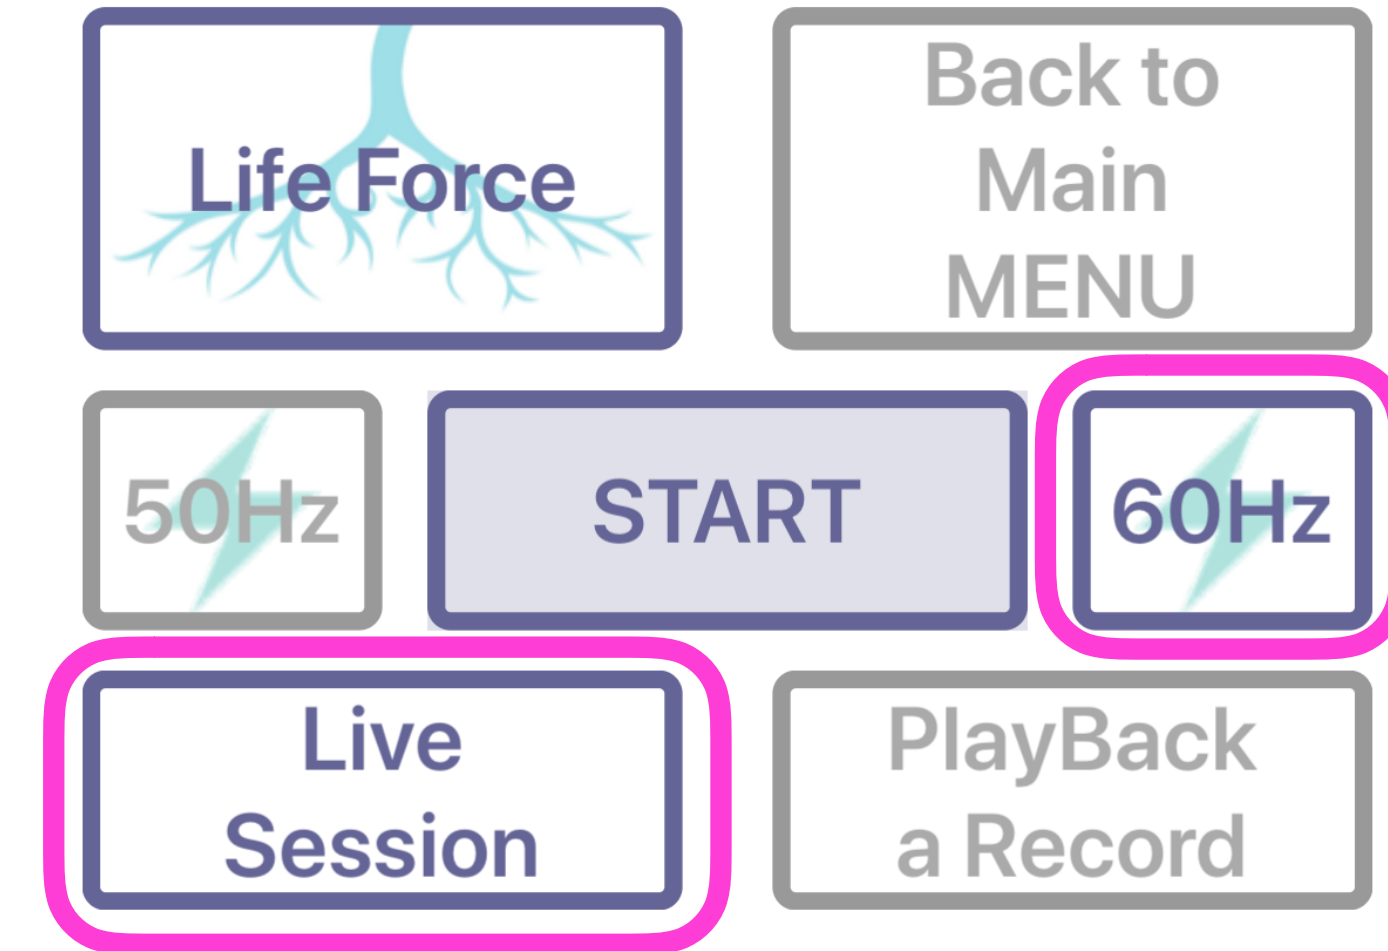 Life Force
Back to
Main
MENU
50Hz
START
60Hz
Live
Session
PlayBack
a Record